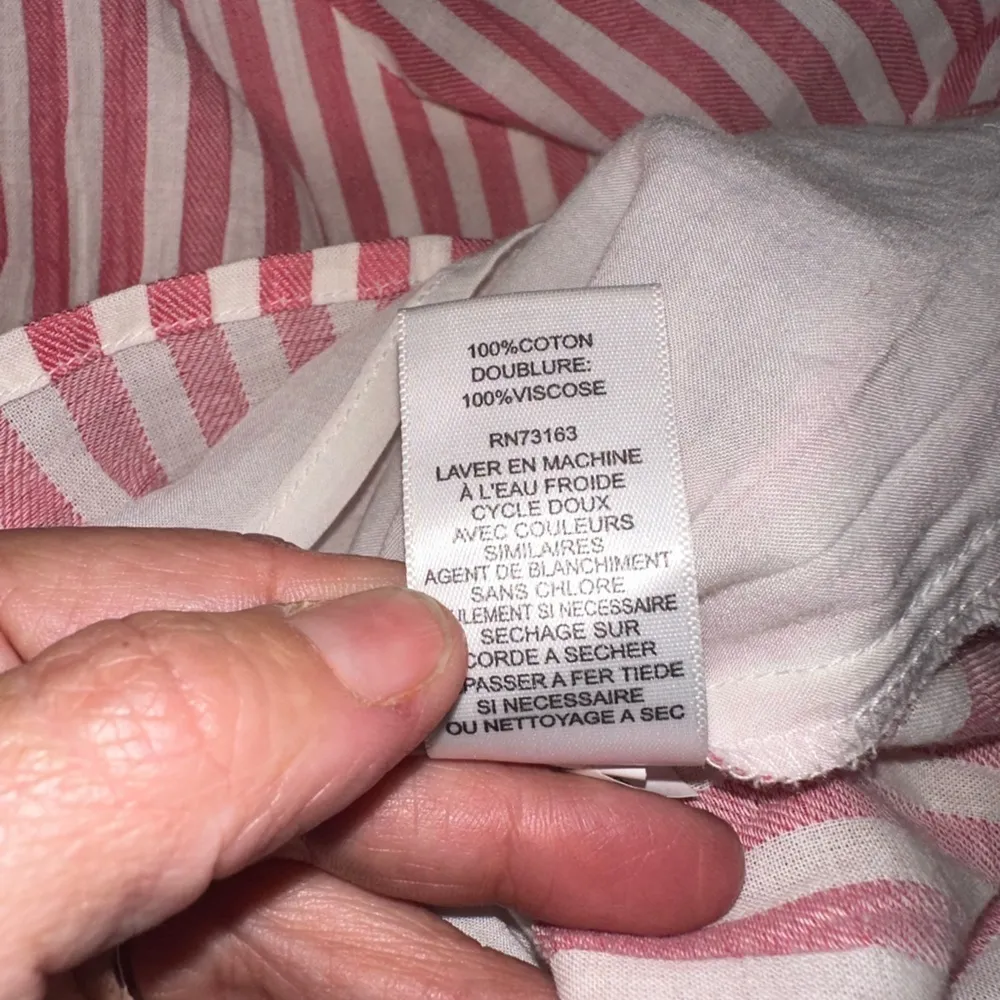 100%COTON
DOUBLURE:
100%VISCOSE
RN73163
LAVER EN MACHINE
À L'EAU FROIDE
CYCLE DOUX
AVEC COULEURS
SIMILAIRES
AGENT DE BLANCHIMENT
SANS CHLORE
SI NECESSAIRE
SECHAGE SUR
CORDE A SECHER
PASSER A FER TIEDE
SI NECESSAIRE
OU NETTOYAGE A SEC